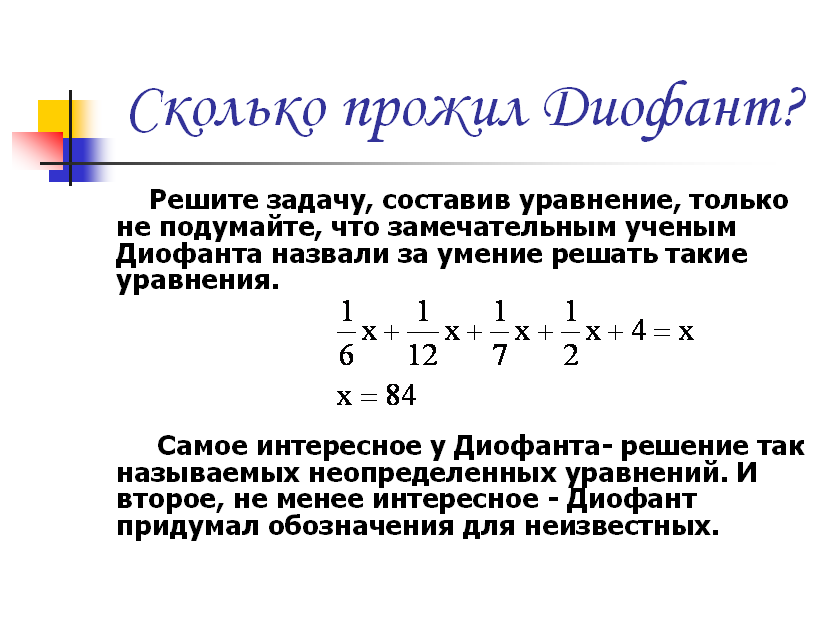 Сколько прожил Диофант?
Решите задачу, составив уравнение, только
не подумайте, что замечательным ученым
Диофанта назвали за умение решать такие
уравнения.
1/6 x + 1/12 x + 1/7 x + 1/2 x + 4 = x
x = 84
Самое интересное у Диофанта- решение так
называемых неопределенных уравнений. И
второе, не менее интересное - Диофант
придумал обозначения для неизвестных.